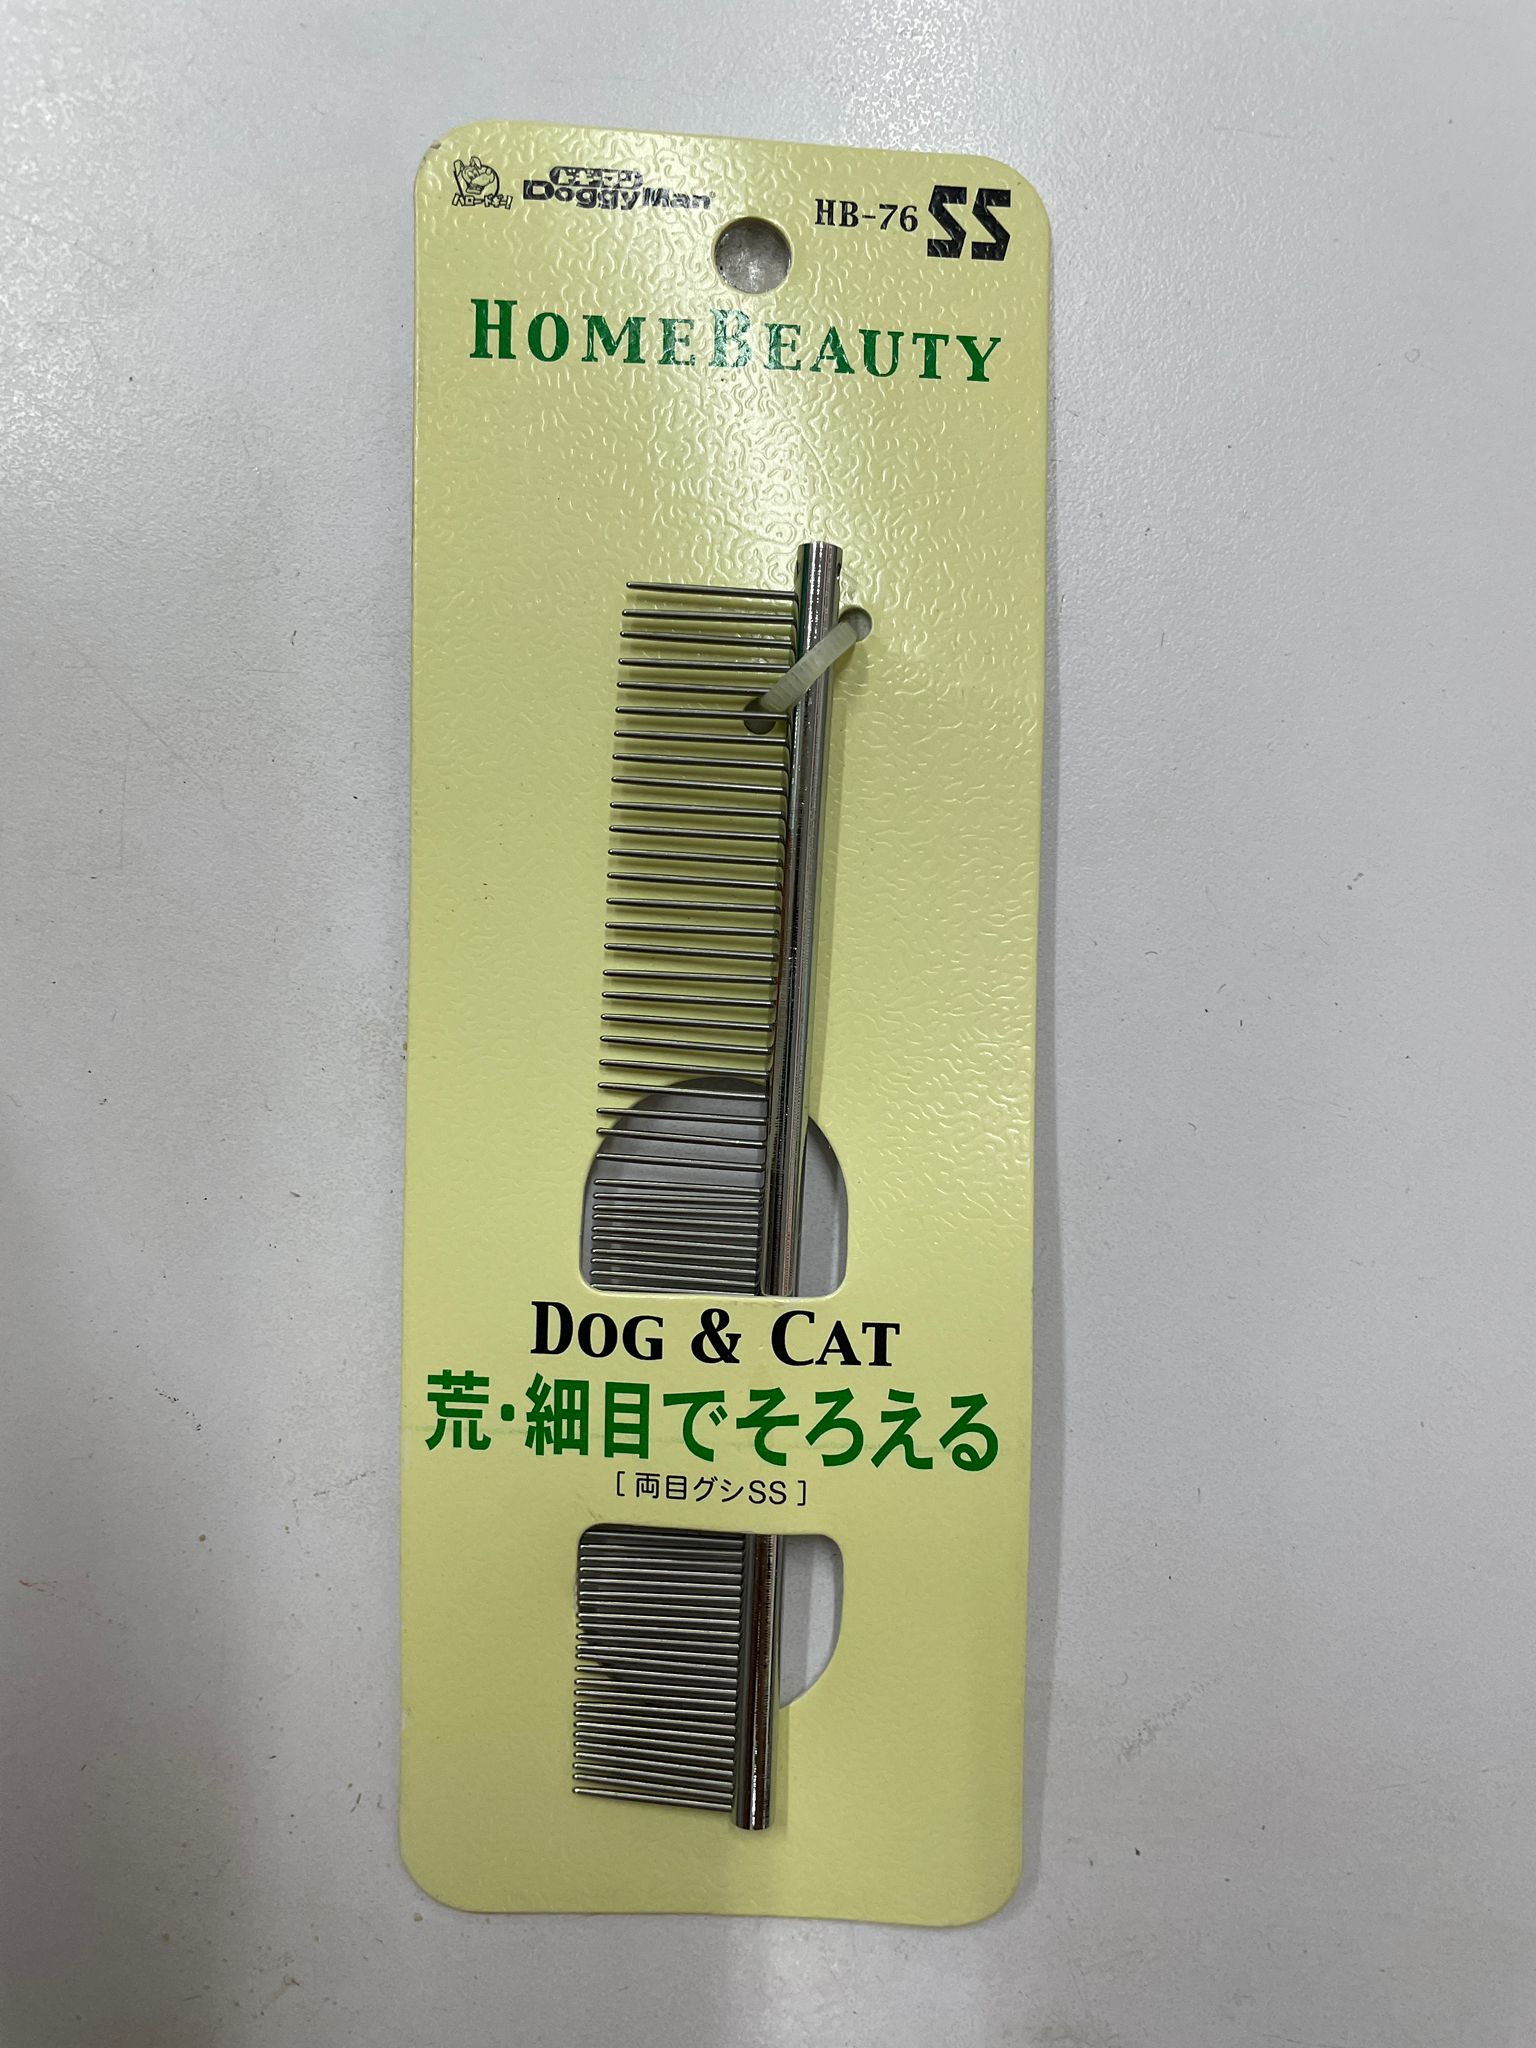 ハロードギー!
ドギーマン
DoggyMan®
HB-76 SS
HOMEBEAUTY
DOG & CAT
荒・細目でそろえる
[ 両目グシSS ]